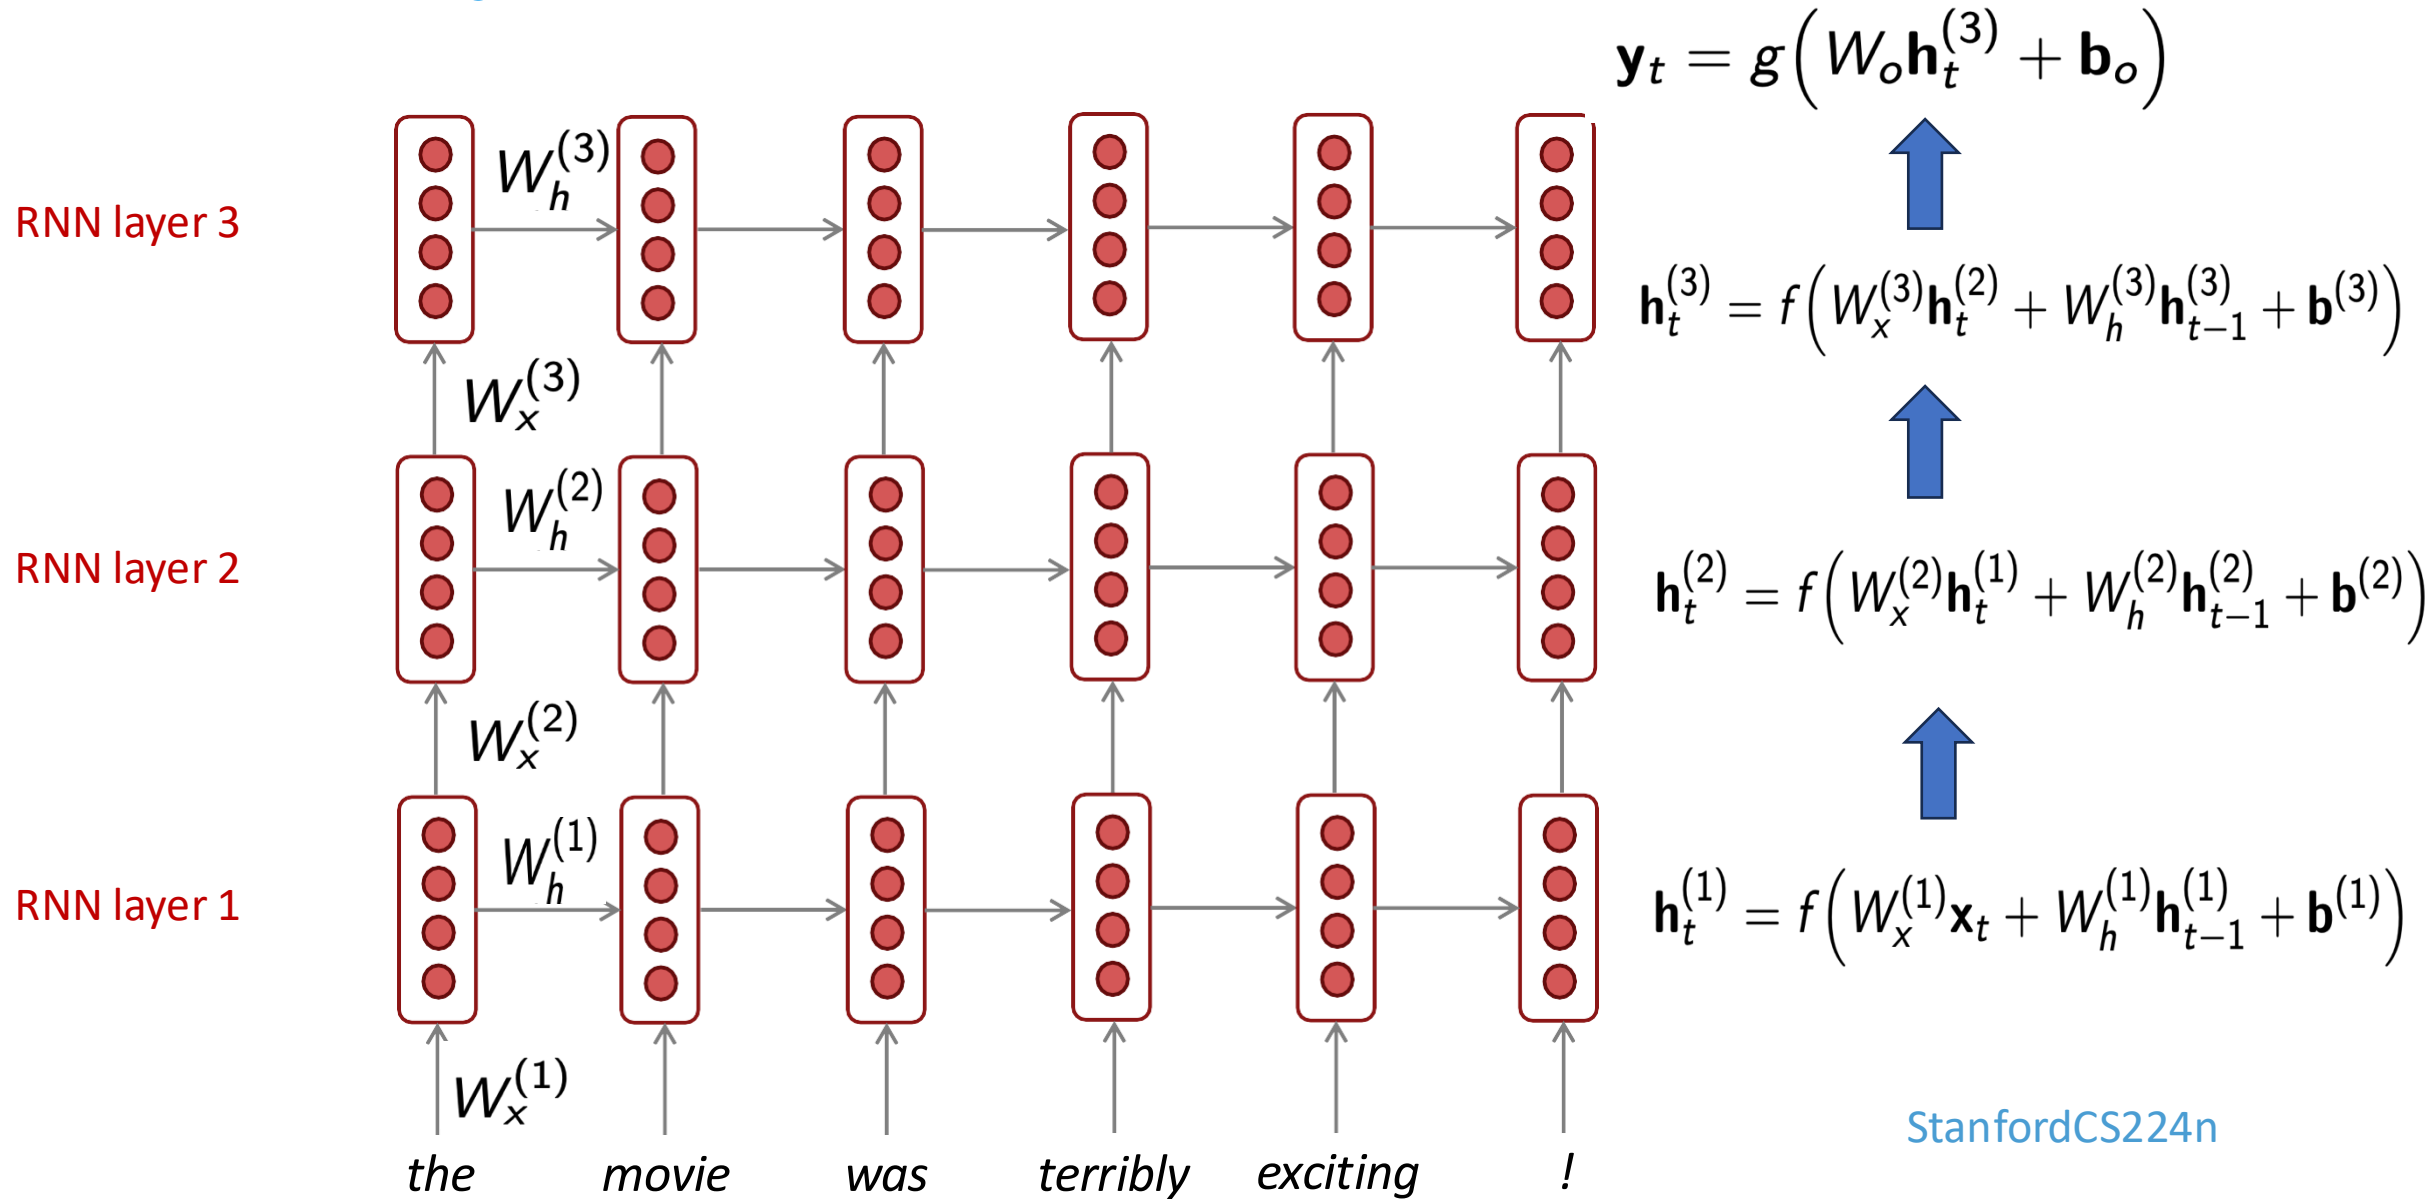 y_t = g(W_o h_t^(3) + b_o)
W_h^(3)
RNN layer 3
h_t^(3) = f(W_x^(3) h_t^(2) + W_h^(3) h_{t-1}^(3) + b^(3))
W_x^(3)
W_h^(2)
RNN layer 2
h_t^(2) = f(W_x^(2) h_t^(1) + W_h^(2) h_{t-1}^(2) + b^(2))
W_x^(2)
W_h^(1)
RNN layer 1
h_t^(1) = f(W_x^(1) x_t + W_h^(1) h_{t-1}^(1) + b^(1))
W_x^(1)
StanfordCS224n
the movie was terribly exciting !